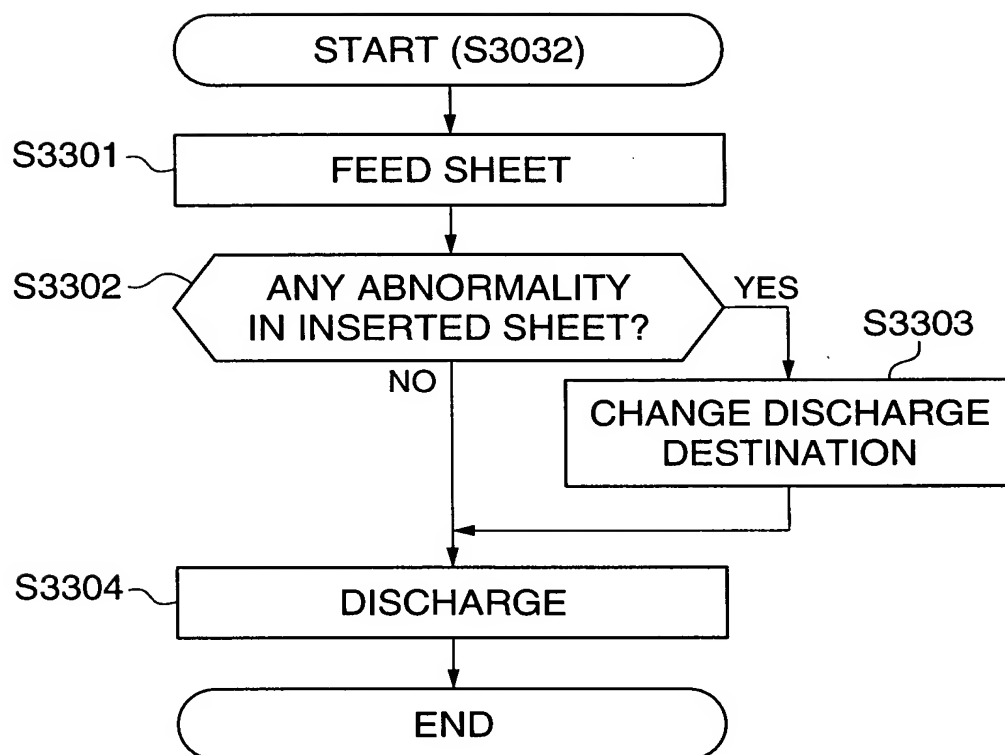 START (S3032)
S3301
FEED SHEET
S3302
ANY ABNORMALITY
IN INSERTED SHEET?
YES
NO
S3303
CHANGE DISCHARGE
DESTINATION
S3304
DISCHARGE
END